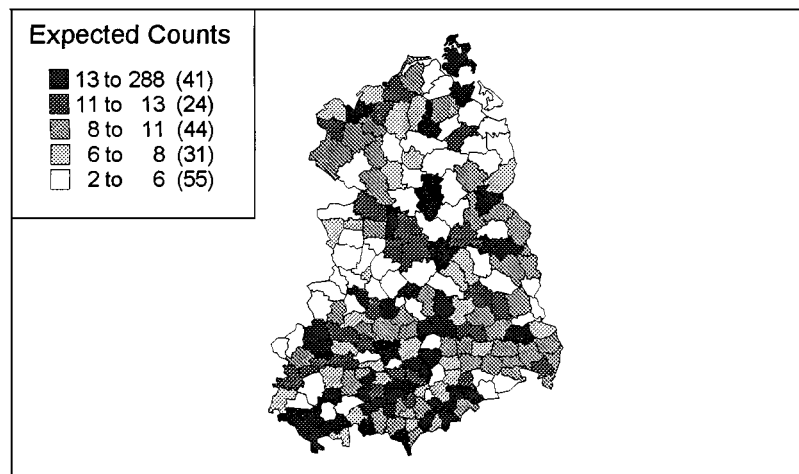 Expected Counts
13 to 288 (41)
11 to 13 (24)
8 to 11 (44)
6 to 8 (31)
2 to 6 (55)